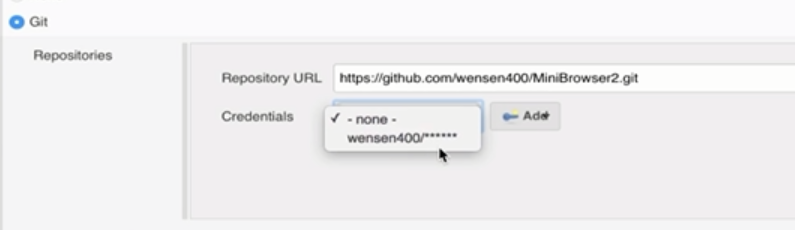 Git
Repositories
Repository URL https://github.com/wensen400/MiniBrowser2.git
Credentials
✓ - none -
wensen400/******
Add